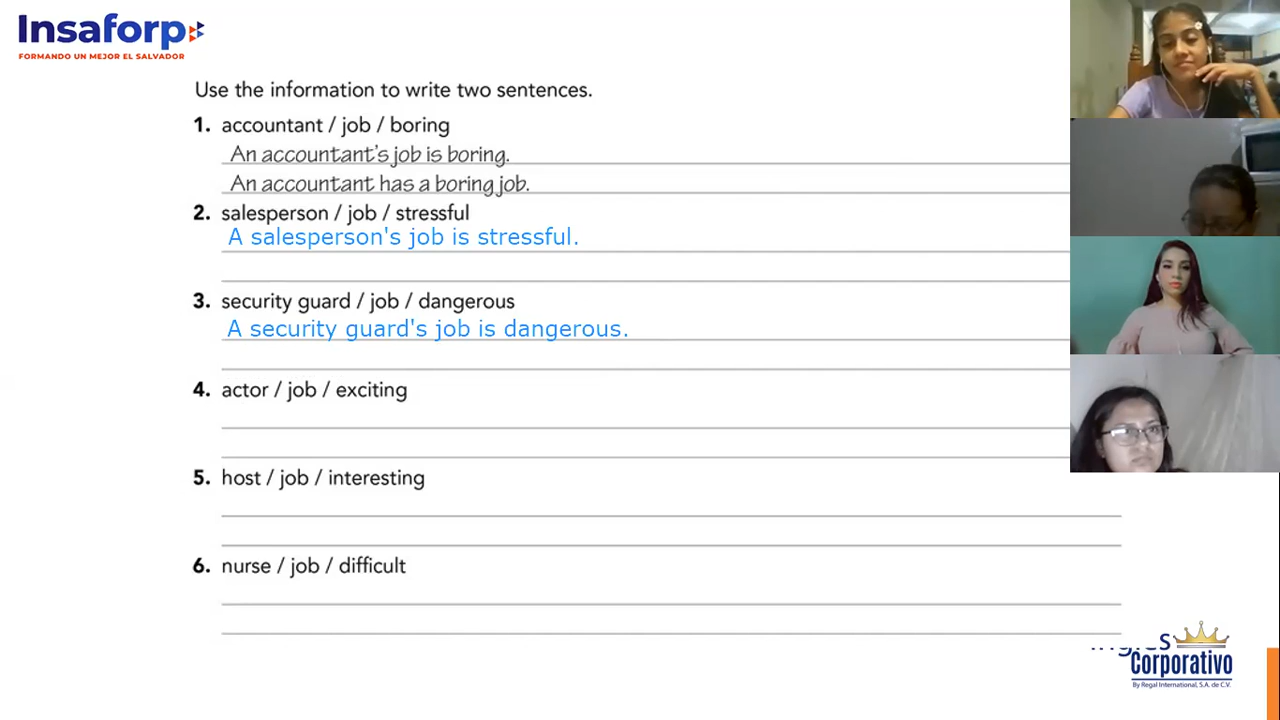 Insaforp
FORMANDO UN MEJOR EL SALVADOR
Use the information to write two sentences.
1. accountant / job / boring
An accountant's job is boring.
An accountant has a boring job.
2. salesperson / job / stressful
A salesperson's job is stressful.
3. security guard / job / dangerous
A security guard's job is dangerous.
4. actor / job / exciting
5. host / job / interesting
6. nurse / job / difficult
Corporativo
By Regal International, S.A. de C.V.